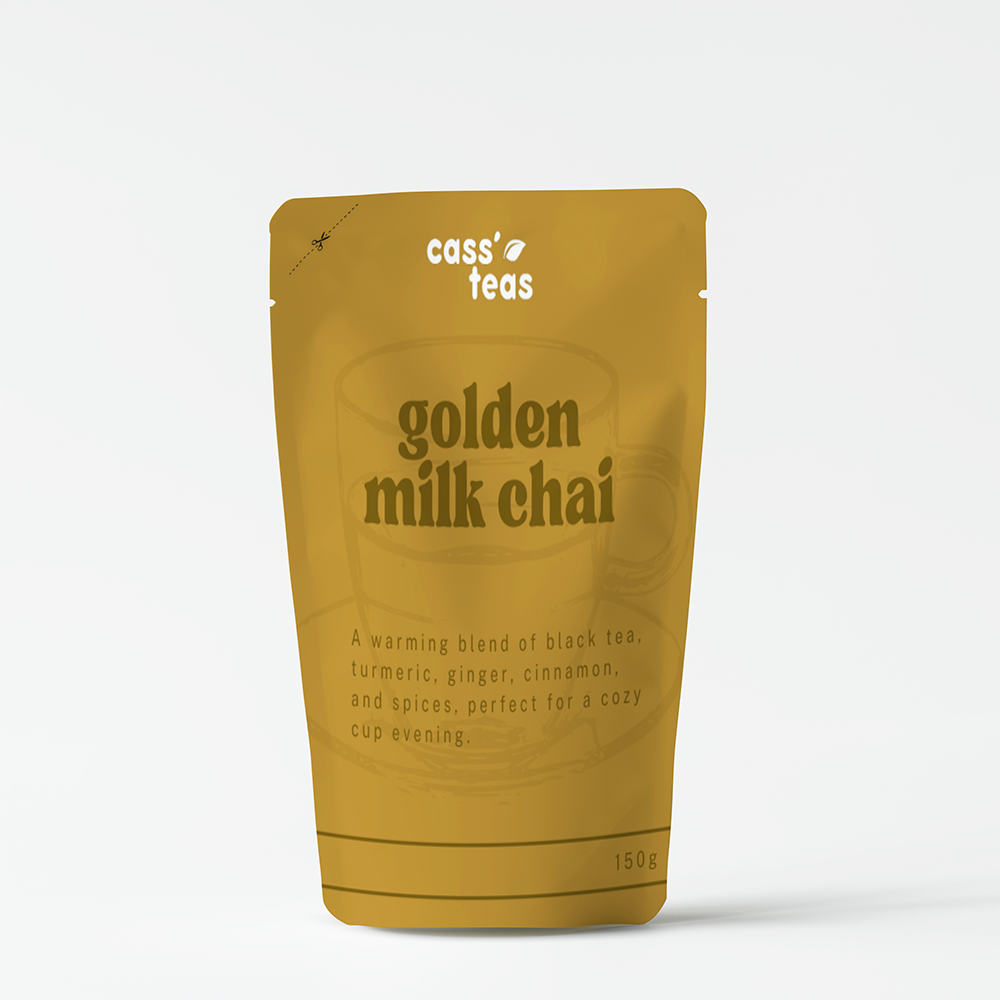 cass'
teas
golden
milk chai
A warming blend of black tea,
turmeric, ginger, cinnamon,
and spices, perfect for a cozy
cup evening.
150g